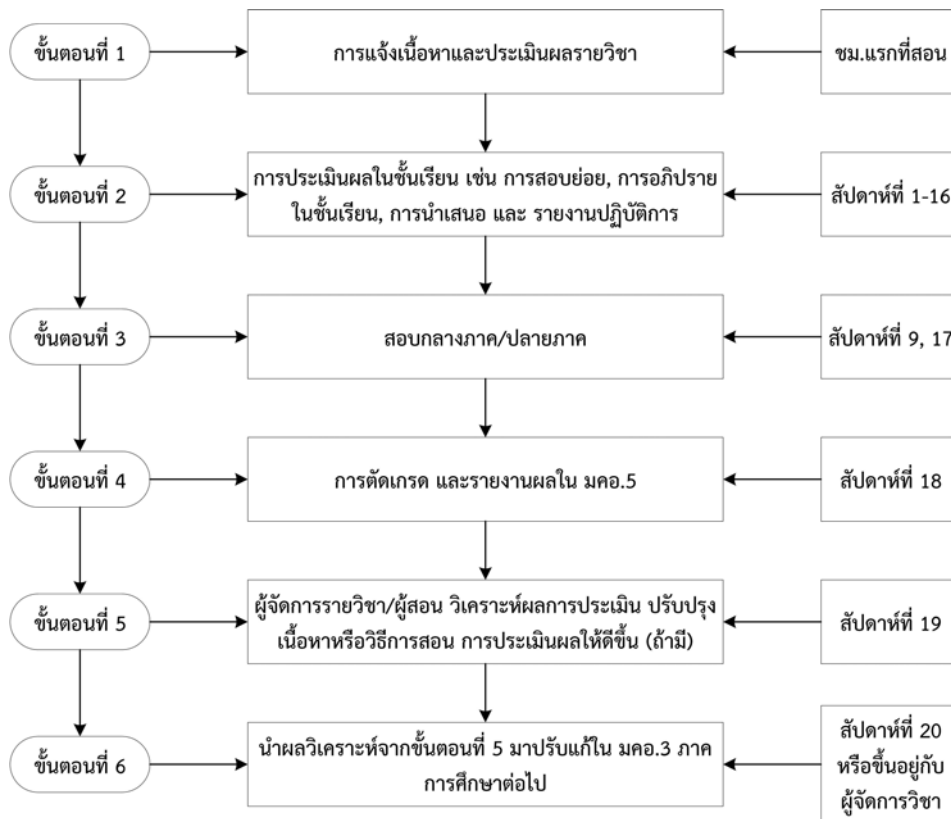 ขั้นตอนที่ 1
การแจ้งเนื้อหาและประเมินผลรายวิชา
ชม.แรกที่สอน
ขั้นตอนที่ 2
การประเมินผลในชั้นเรียน เช่น การสอบย่อย, การอภิปราย
ในชั้นเรียน, การนำเสนอ และ รายงานปฏิบัติการ
สัปดาห์ที่ 1-16
ขั้นตอนที่ 3
สอบกลางภาค/ปลายภาค
สัปดาห์ที่ 9, 17
ขั้นตอนที่ 4
การตัดเกรด และรายงานผลใน มคอ.5
สัปดาห์ที่ 18
ขั้นตอนที่ 5
ผู้จัดการรายวิชา/ผู้สอน วิเคราะห์ผลการประเมิน ปรับปรุง
เนื้อหาหรือวิธีการสอน การประเมินผลให้ดีขึ้น (ถ้ามี)
สัปดาห์ที่ 19
ขั้นตอนที่ 6
นำผลวิเคราะห์จากขั้นตอนที่ 5 มาปรับแก้ใน มคอ.3 ภาค
การศึกษาต่อไป
สัปดาห์ที่ 20
หรือขึ้นอยู่กับ
ผู้จัดการวิชา